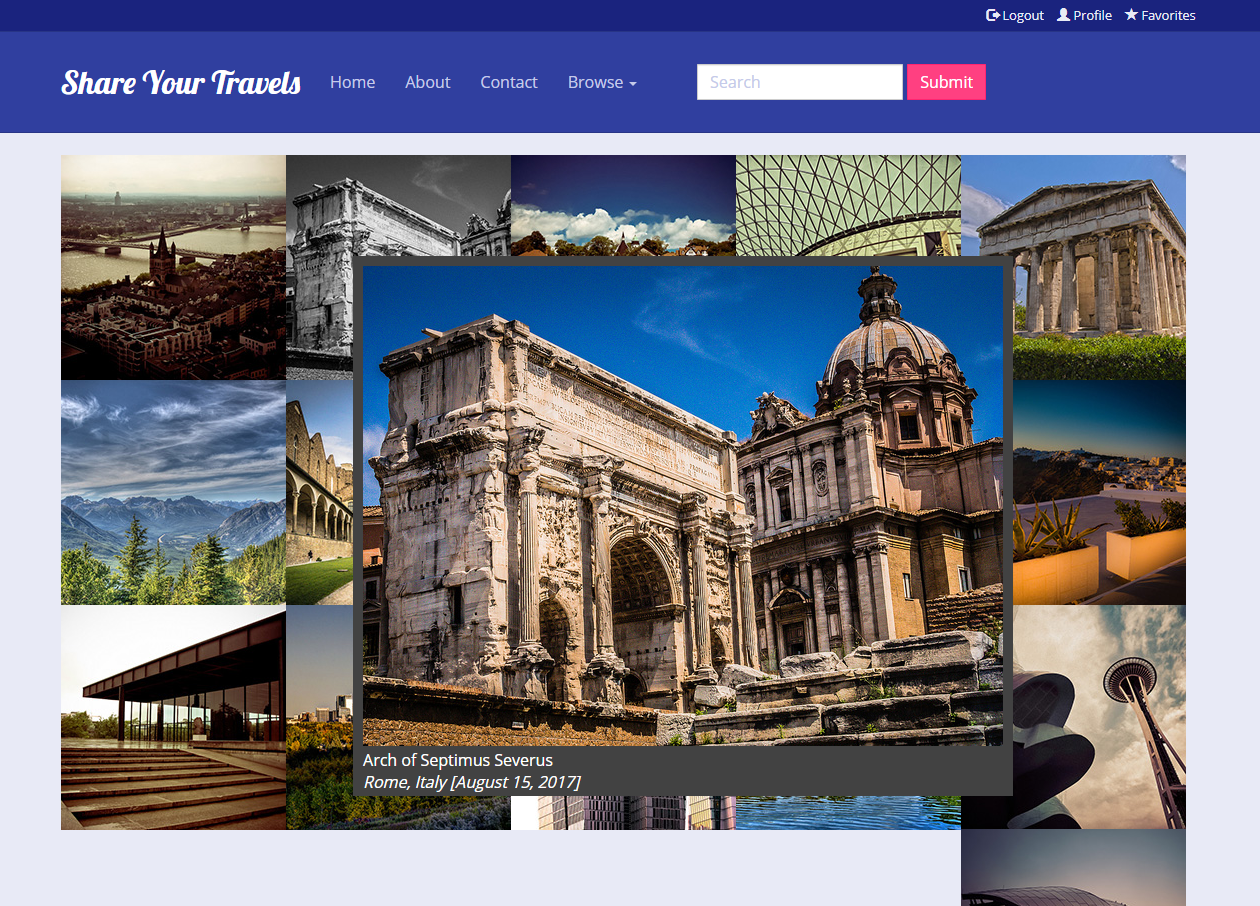 Logout Profile Favorites
Share Your Travels Home About Contact Browse Search Submit
Arch of Septimus Severus
Rome, Italy [August 15, 2017]